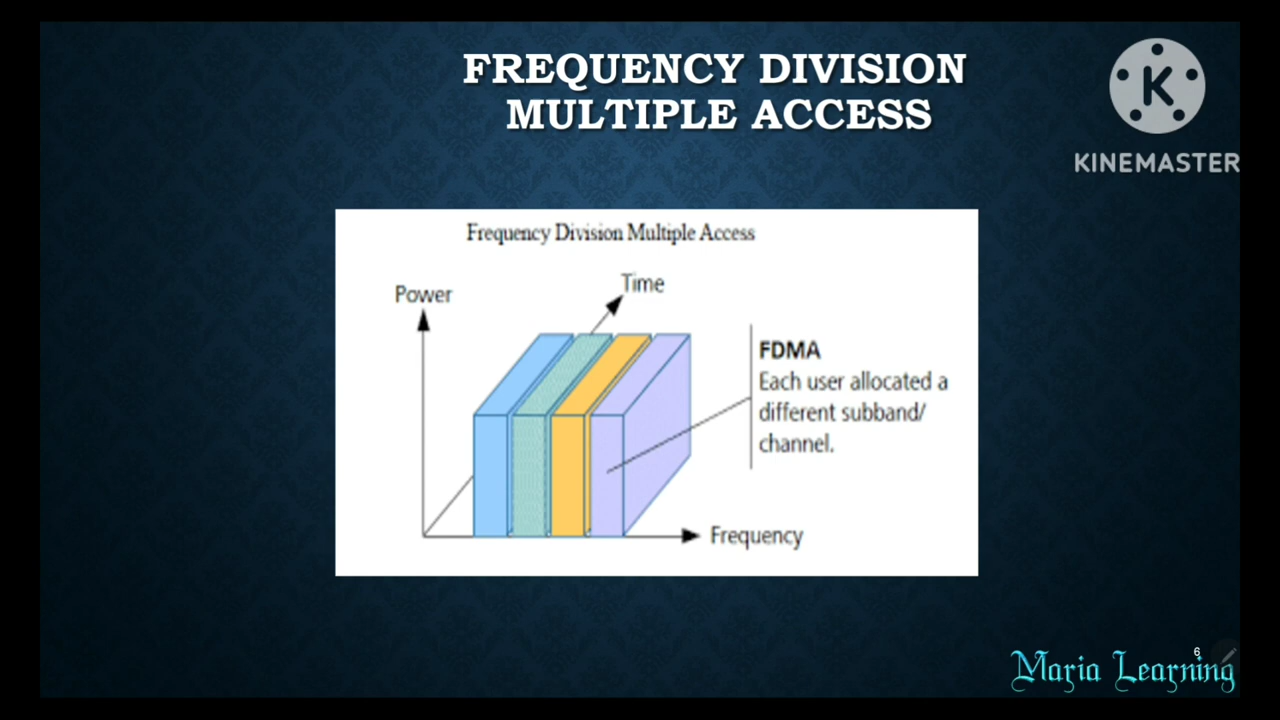 FREQUENCY DIVISION
MULTIPLE ACCESS
K
KINEMASTER
Frequency Division Multiple Access
Power
Time
FDMA
Each user allocated a
different subband/
channel.
Frequency
6
Maria Learning